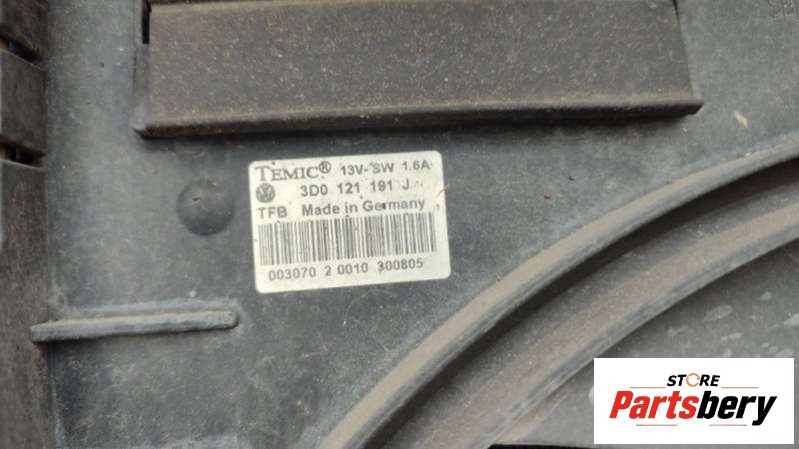 TEMIC® 13V- SW 1.6A
3D0 121 191 J
TFB Made in Germany
003070 2 0010 300805
STORE
Partsbery